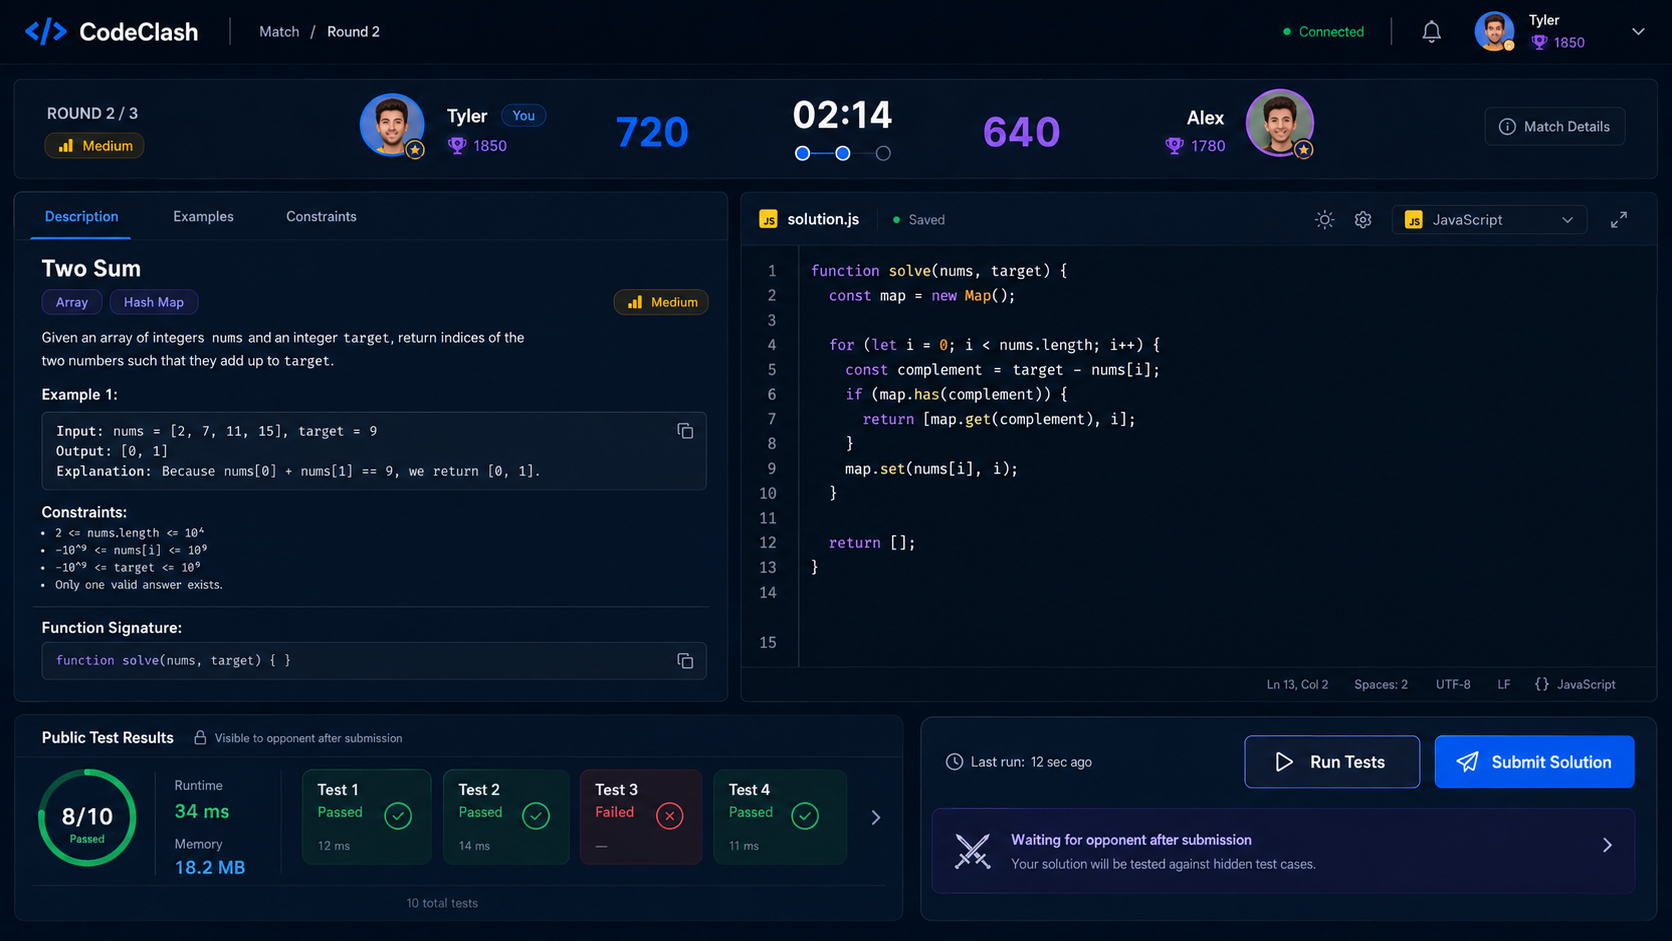 </> CodeClash
Match / Round 2
Connected
Tyler
1850
ROUND 2 / 3
Medium
Tyler You
1850
720
02:14
640
Alex
1780
Match Details
Description Examples Constraints
Two Sum
Array Hash Map
Medium
Given an array of integers nums and an integer target, return indices of the
two numbers such that they add up to target.
Example 1:
Input: nums = [2, 7, 11, 15], target = 9
Output: [0, 1]
Explanation: Because nums[0] + nums[1] == 9, we return [0, 1].
Constraints:
• 2 <= nums.length <= 10⁴
• -10^⁹ <= nums[i] <= 10⁹
• -10^⁹ <= target <= 10⁹
• Only one valid answer exists.
Function Signature:
function solve(nums, target) { }
JS solution.js Saved
JS JavaScript
1 function solve(nums, target) {
2 const map = new Map();
3
4 for (let i = 0; i < nums.length; i++) {
5 const complement = target - nums[i];
6 if (map.has(complement)) {
7 return [map.get(complement), i];
8 }
9 map.set(nums[i], i);
10 }
11
12 return [];
13 }
14
15
Ln 13, Col 2 Spaces: 2 UTF-8 LF {} JavaScript
Public Test Results Visible to opponent after submission
8/10
Passed
Runtime
34 ms
Memory
18.2 MB
Test 1
Passed
12 ms
Test 2
Passed
14 ms
Test 3
Failed
—
Test 4
Passed
11 ms
10 total tests
Last run: 12 sec ago
Run Tests
Submit Solution
Waiting for opponent after submission
Your solution will be tested against hidden test cases.